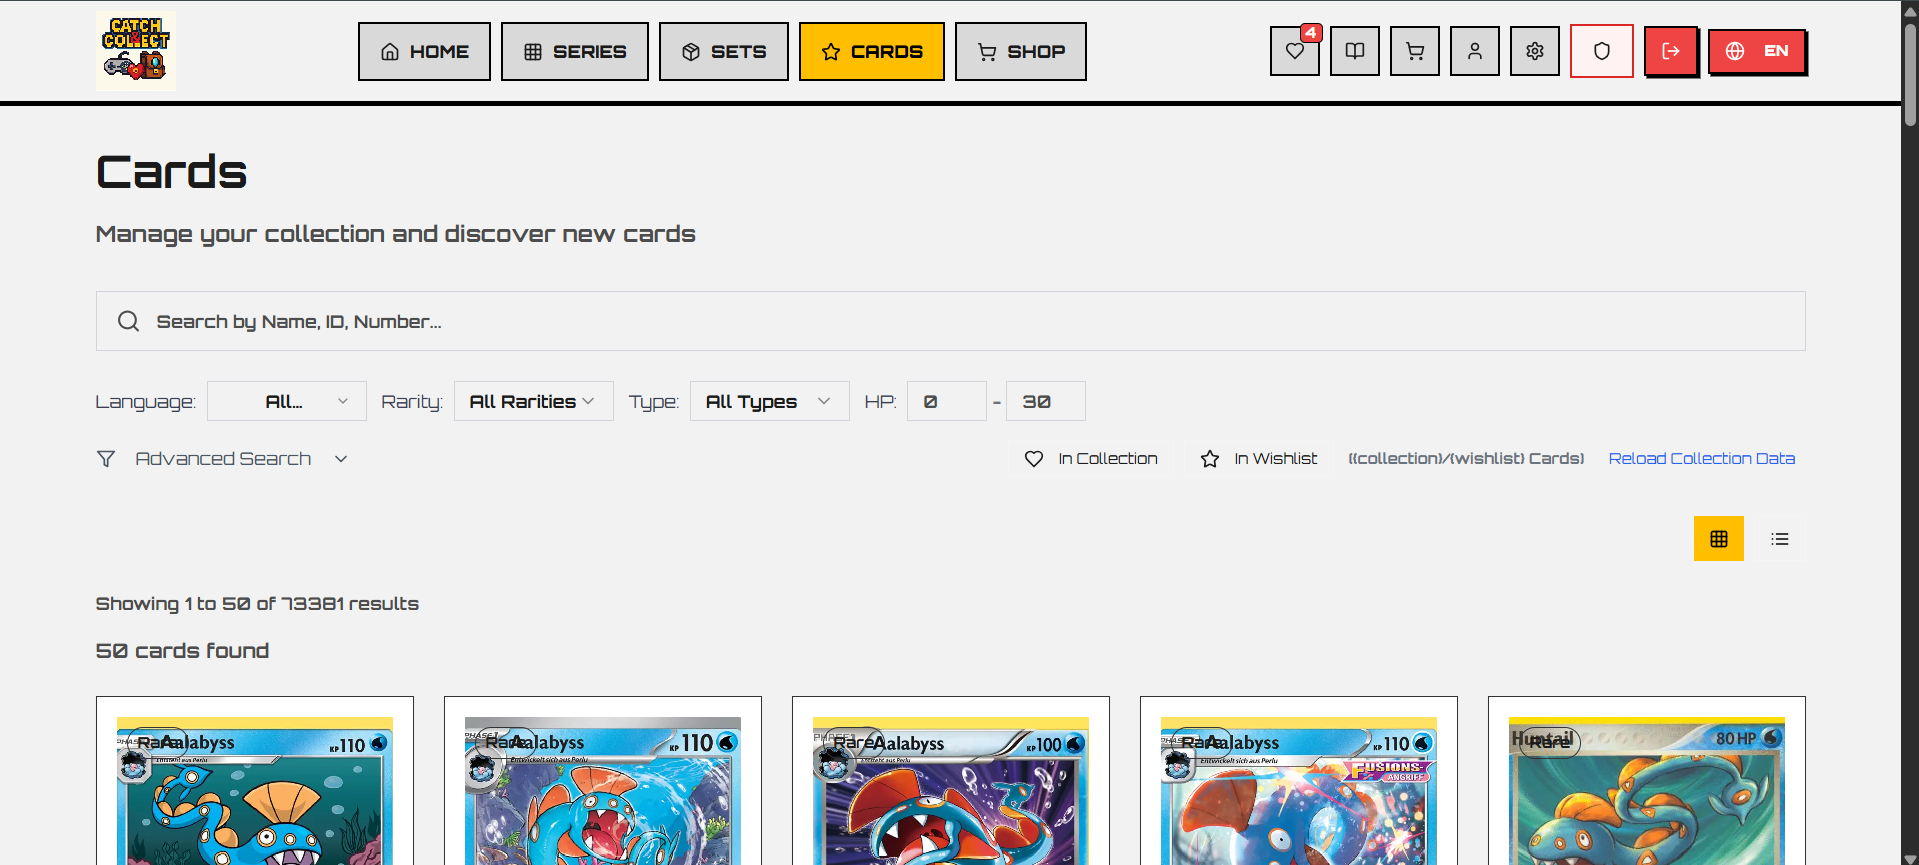 CATCH
&
COLLECT
HOME
SERIES
SETS
CARDS
SHOP
4
EN
Cards
Manage your collection and discover new cards
Search by Name, ID, Number...
Language: All... Rarity: All Rarities Type: All Types HP: 0 - 30
Advanced Search
In Collection
In Wishlist
({collection}/{wishlist} Cards)
Reload Collection Data
Showing 1 to 50 of 73381 results
50 cards found
Rare Aalabyss KP 110
Rare Aalabyss KP 110
Entwickelt sich aus Perlu
Rare Aalabyss KP 100
Rare Aalabyss KP 110
Entwickelt sich aus Perlu
FUSIONS-
ANGRIFF
Huntail Rare 80 HP